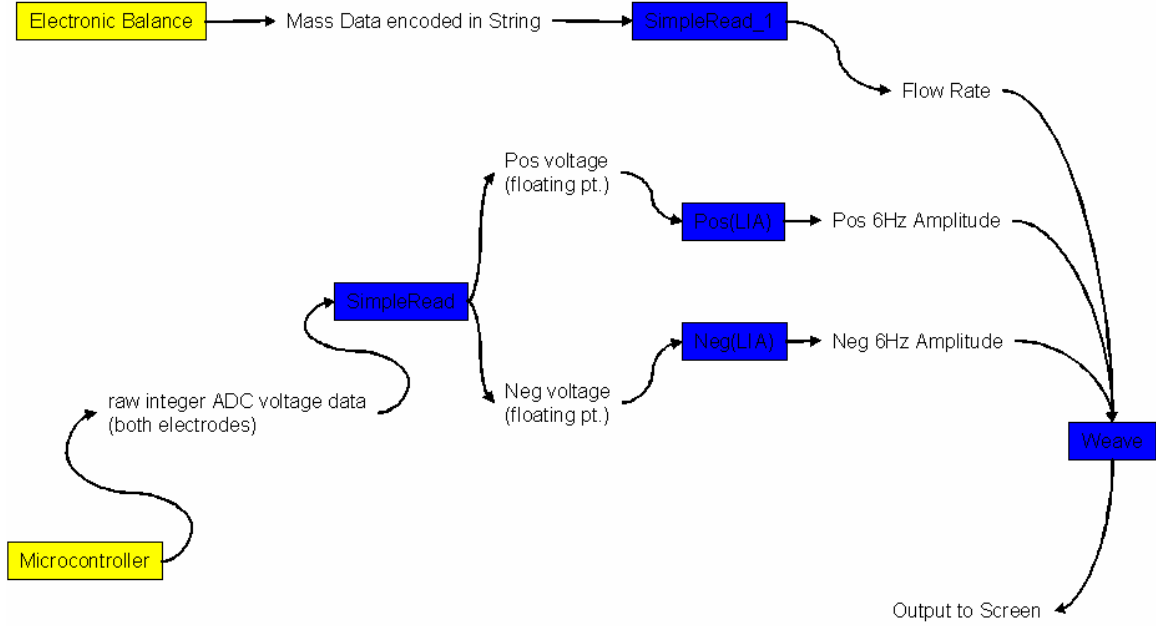 Electronic Balance
Mass Data encoded in String
SimpleRead_1
Flow Rate
Pos voltage
(floating pt.)
Pos(LIA)
Pos 6Hz Amplitude
SimpleRead
Neg(LIA)
Neg 6Hz Amplitude
Neg voltage
(floating pt.)
raw integer ADC voltage data
(both electrodes)
Weave
Microcontroller
Output to Screen